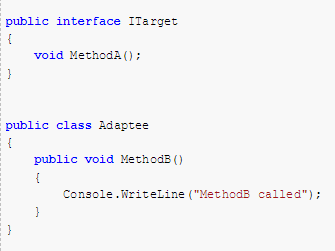 public interface ITarget
{
    void MethodA();
}
public class Adaptee
{
    public void MethodB()
    {
        Console.WriteLine("MethodB called");
    }
}